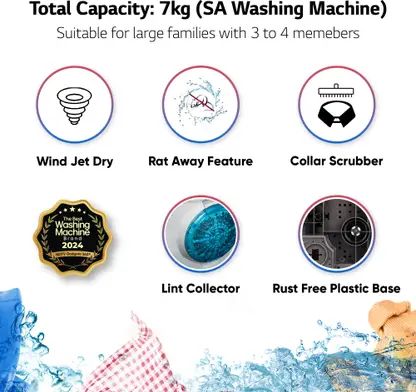 Total Capacity: 7kg (SA Washing Machine)
Suitable for large families with 3 to 4 memebers
Wind Jet Dry
Rat Away Feature
Collar Scrubber
The Best
Washing
Machine
Brand
2024
Lint Collector
Rust Free Plastic Base